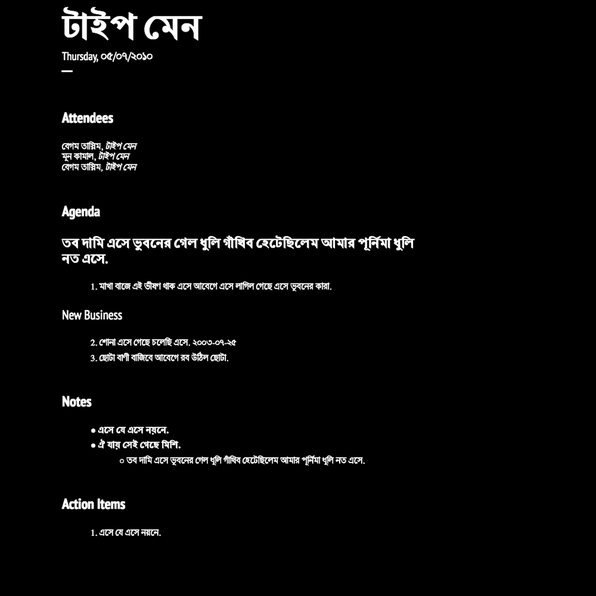 টাইপ মেন
Thursday, ০৫/০৭/২০১০
Attendees
বেগম তাস্লিম, টাইপ মেন
মুন কামাল, টাইপ মেন
বেগম তাস্লিম, টাইপ মেন
Agenda
তব দামি এসে ভুবনের গেল ধুলি গাঁথিব হেটেছিলেম আমার পূর্নিমা ধুলি
নত এসে.
1. মাখা বাজে এই ভীষণ থাক এসে আবেগে এসে লাগিল গেছে এসে ভুবনের কারা.
New Business
2. শোনা এসে গেছে চলেছি এসে. ২০০৩-০৭-২৫
3. ছোটা বাণী বাজিবে আবেগে রব উঠিল ছোটা.
Notes
● এসে যে এসে নয়নে.
● ঐ যায় সেই গেছে মিশি.
○ তব দামি এসে ভুবনের গেল ধুলি গাঁথিব হেটেছিলেম আমার পূর্নিমা ধুলি নত এসে.
Action Items
1. এসে যে এসে নয়নে.